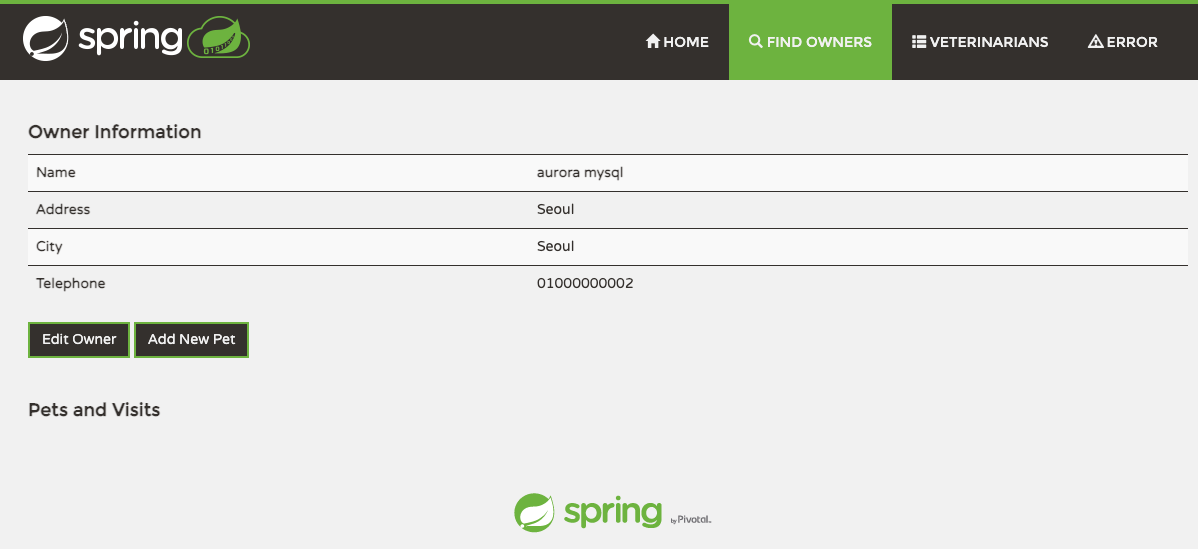 spring
HOME
FIND OWNERS
VETERINARIANS
ERROR
Owner Information
Name aurora mysql
Address Seoul
City Seoul
Telephone 01000000002
Edit Owner Add New Pet
Pets and Visits
spring by Pivotal.